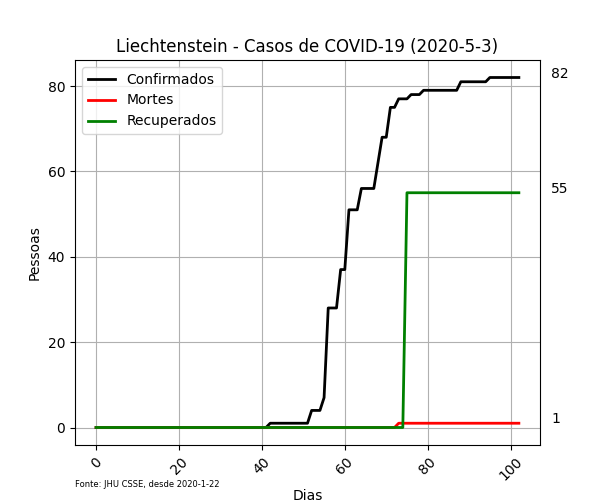 Liechtenstein - Casos de COVID-19 (2020-5-3)
Confirmados
Mortes
Recuperados
82
55
1
80
60
40
20
0
Pessoas
0
20
40
60
80
100
Fonte: JHU CSSE, desde 2020-1-22
Dias